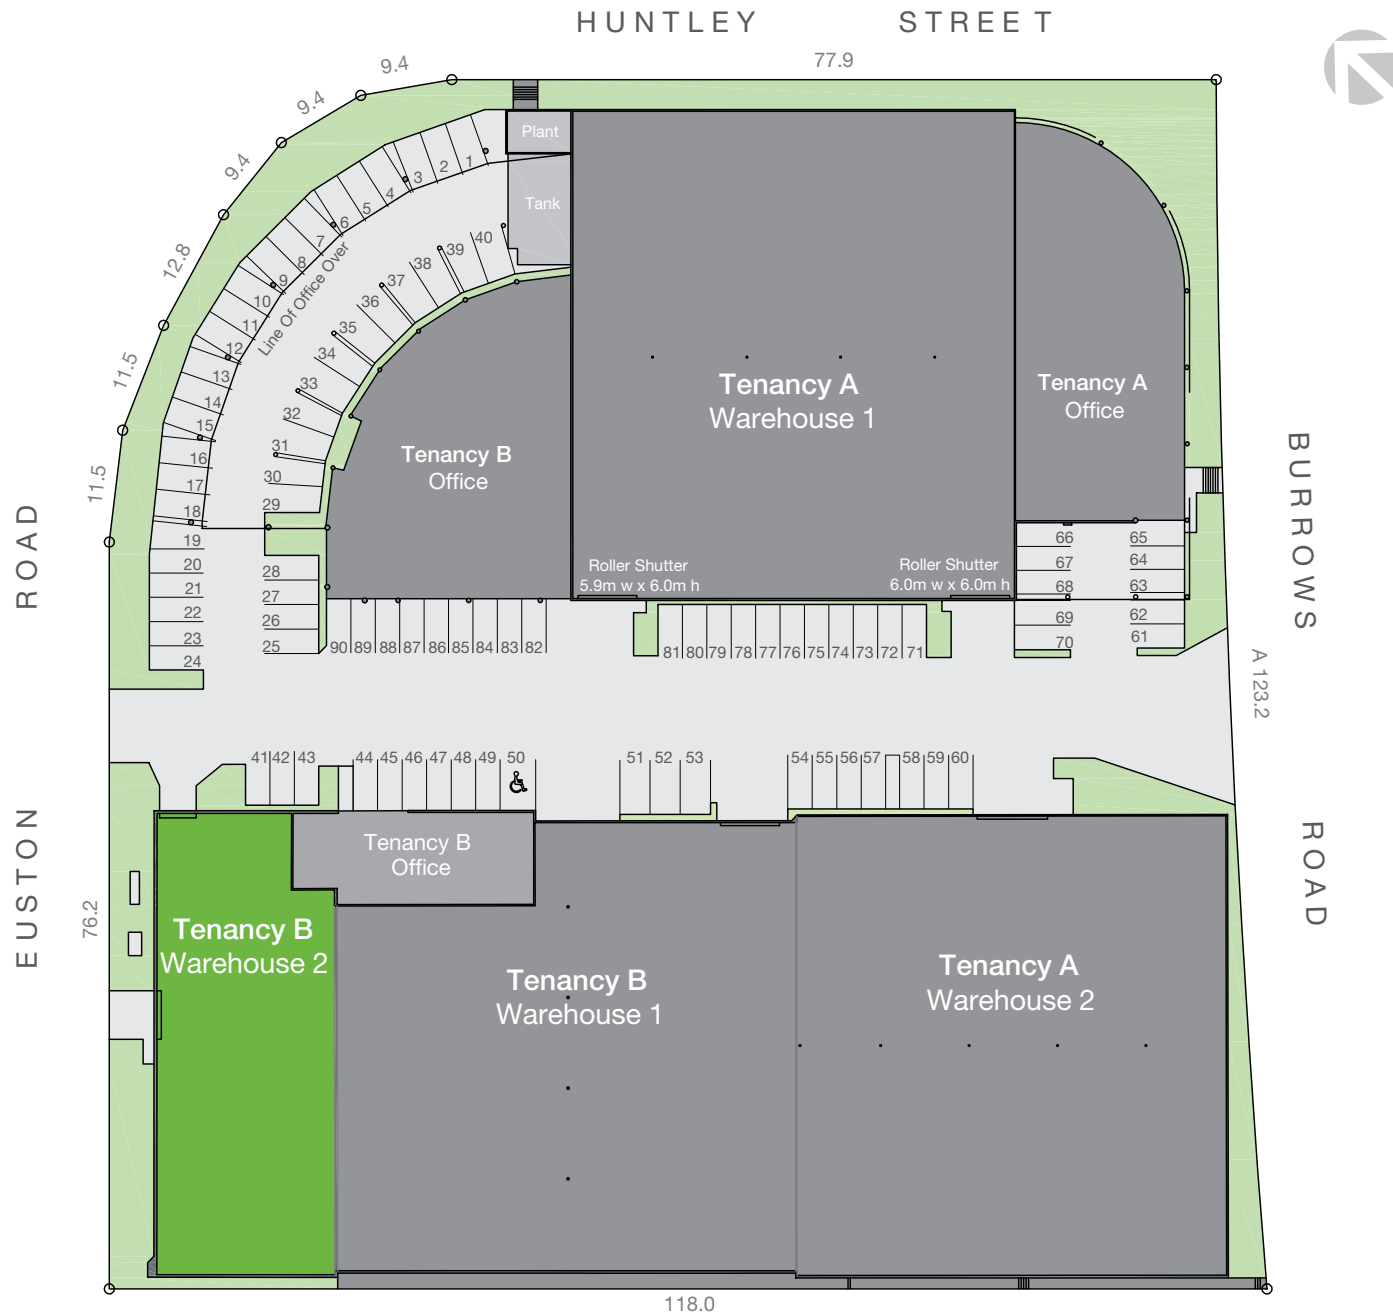 HUNTLEY STREET
77.9
9.4
9.4
9.4
12.8
11.5
11.5
Plant
Tank
1
2
3
4
5
6
7
8
9
10
11
12
13
14
15
16
17
18
19
20
21
22
23
24
Line Of Office Over
40
39
38
37
36
35
34
33
32
31
30
29
28
27
26
25
Tenancy A
Warehouse 1
Tenancy A
Office
Tenancy B
Office
Roller Shutter
5.9m w x 6.0m h
Roller Shutter
6.0m w x 6.0m h
66
67
68
69
70
65
64
63
62
61
90 89 88 87 86 85 84 83 82
81 80 79 78 77 76 75 74 73 72 71
BURROWS
ROAD
A 123.2
EUSTON
ROAD
76.2
41 42 43 44 45 46 47 48 49 50 51 52 53 54 55 56 57 58 59 60
Tenancy B
Office
Tenancy B
Warehouse 2
Tenancy B
Warehouse 1
Tenancy A
Warehouse 2
118.0